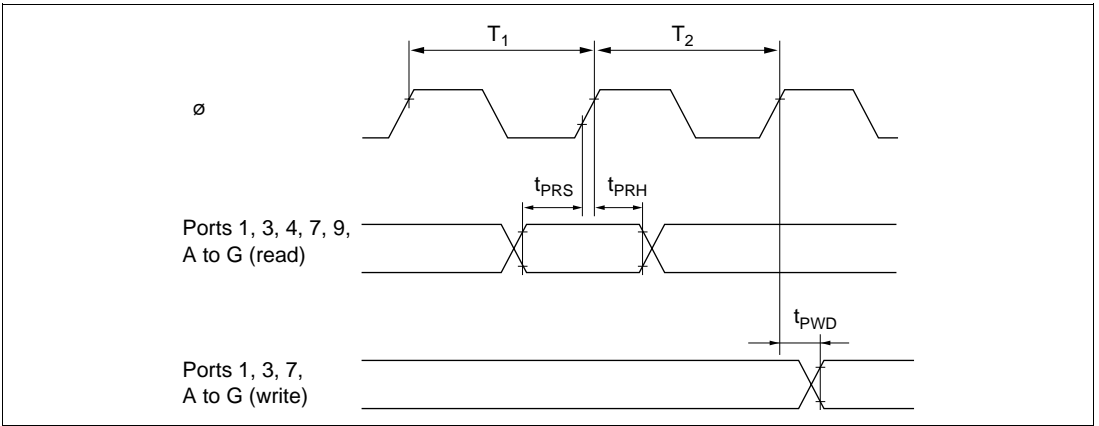 T₁ T₂
ø
tPRS tPRH
Ports 1, 3, 4, 7, 9,
A to G (read)
tPWD
Ports 1, 3, 7,
A to G (write)